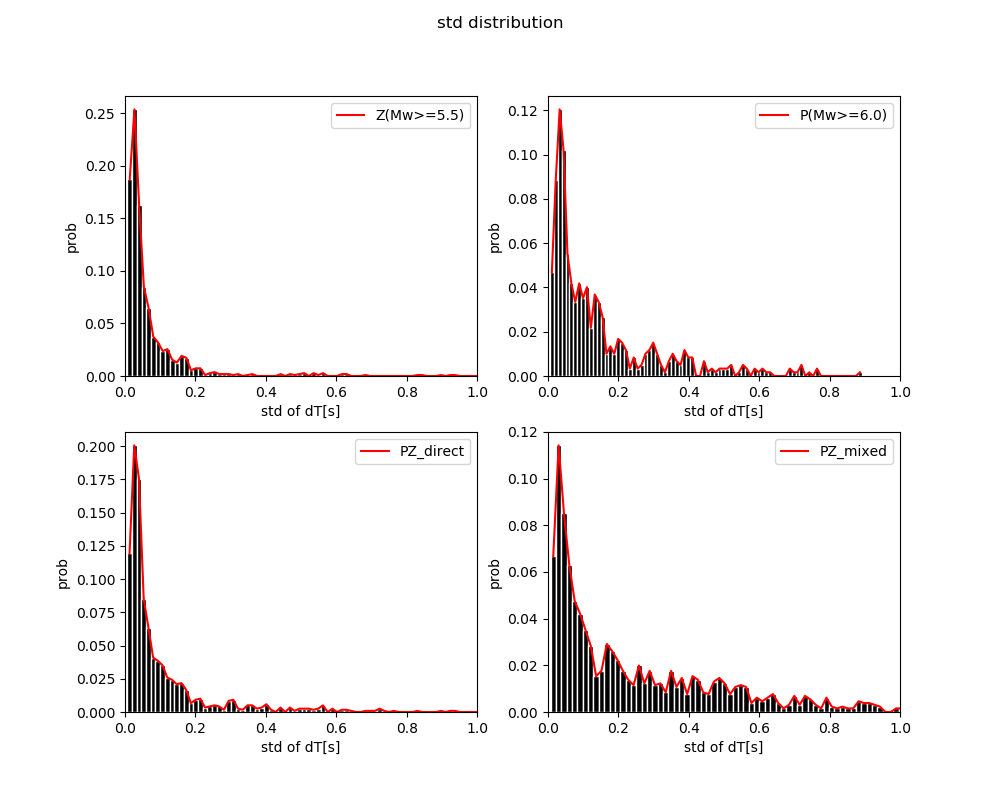 std distribution
Z(Mw>=5.5)
prob
0.25
0.20
0.15
0.10
0.05
0.00
0.0 0.2 0.4 0.6 0.8 1.0
std of dT[s]
P(Mw>=6.0)
prob
0.12
0.10
0.08
0.06
0.04
0.02
0.00
0.0 0.2 0.4 0.6 0.8 1.0
std of dT[s]
PZ_direct
prob
0.200
0.175
0.150
0.125
0.100
0.075
0.050
0.025
0.000
0.0 0.2 0.4 0.6 0.8 1.0
std of dT[s]
PZ_mixed
prob
0.12
0.10
0.08
0.06
0.04
0.02
0.00
0.0 0.2 0.4 0.6 0.8 1.0
std of dT[s]